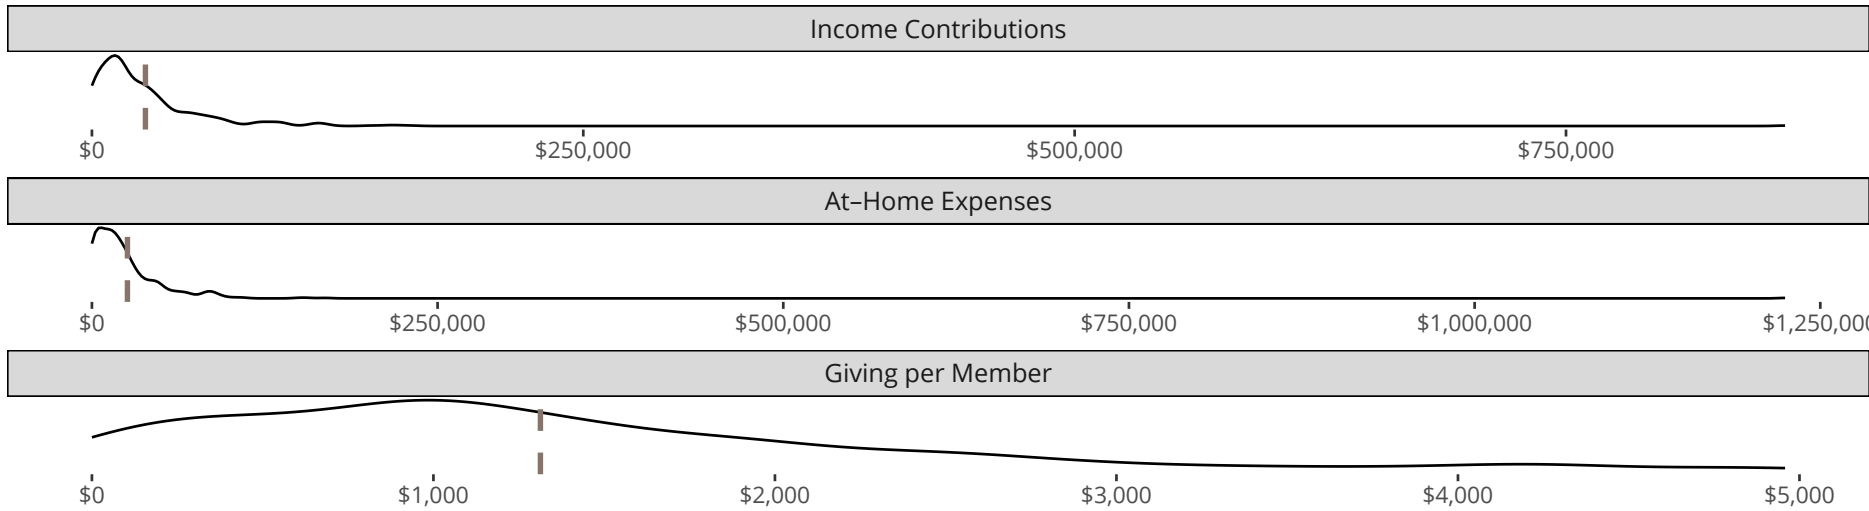 Income Contributions
$0 $250,000 $500,000 $750,000
At–Home Expenses
$0 $250,000 $500,000 $750,000 $1,000,000 $1,250,000
Giving per Member
$0 $1,000 $2,000 $3,000 $4,000 $5,000